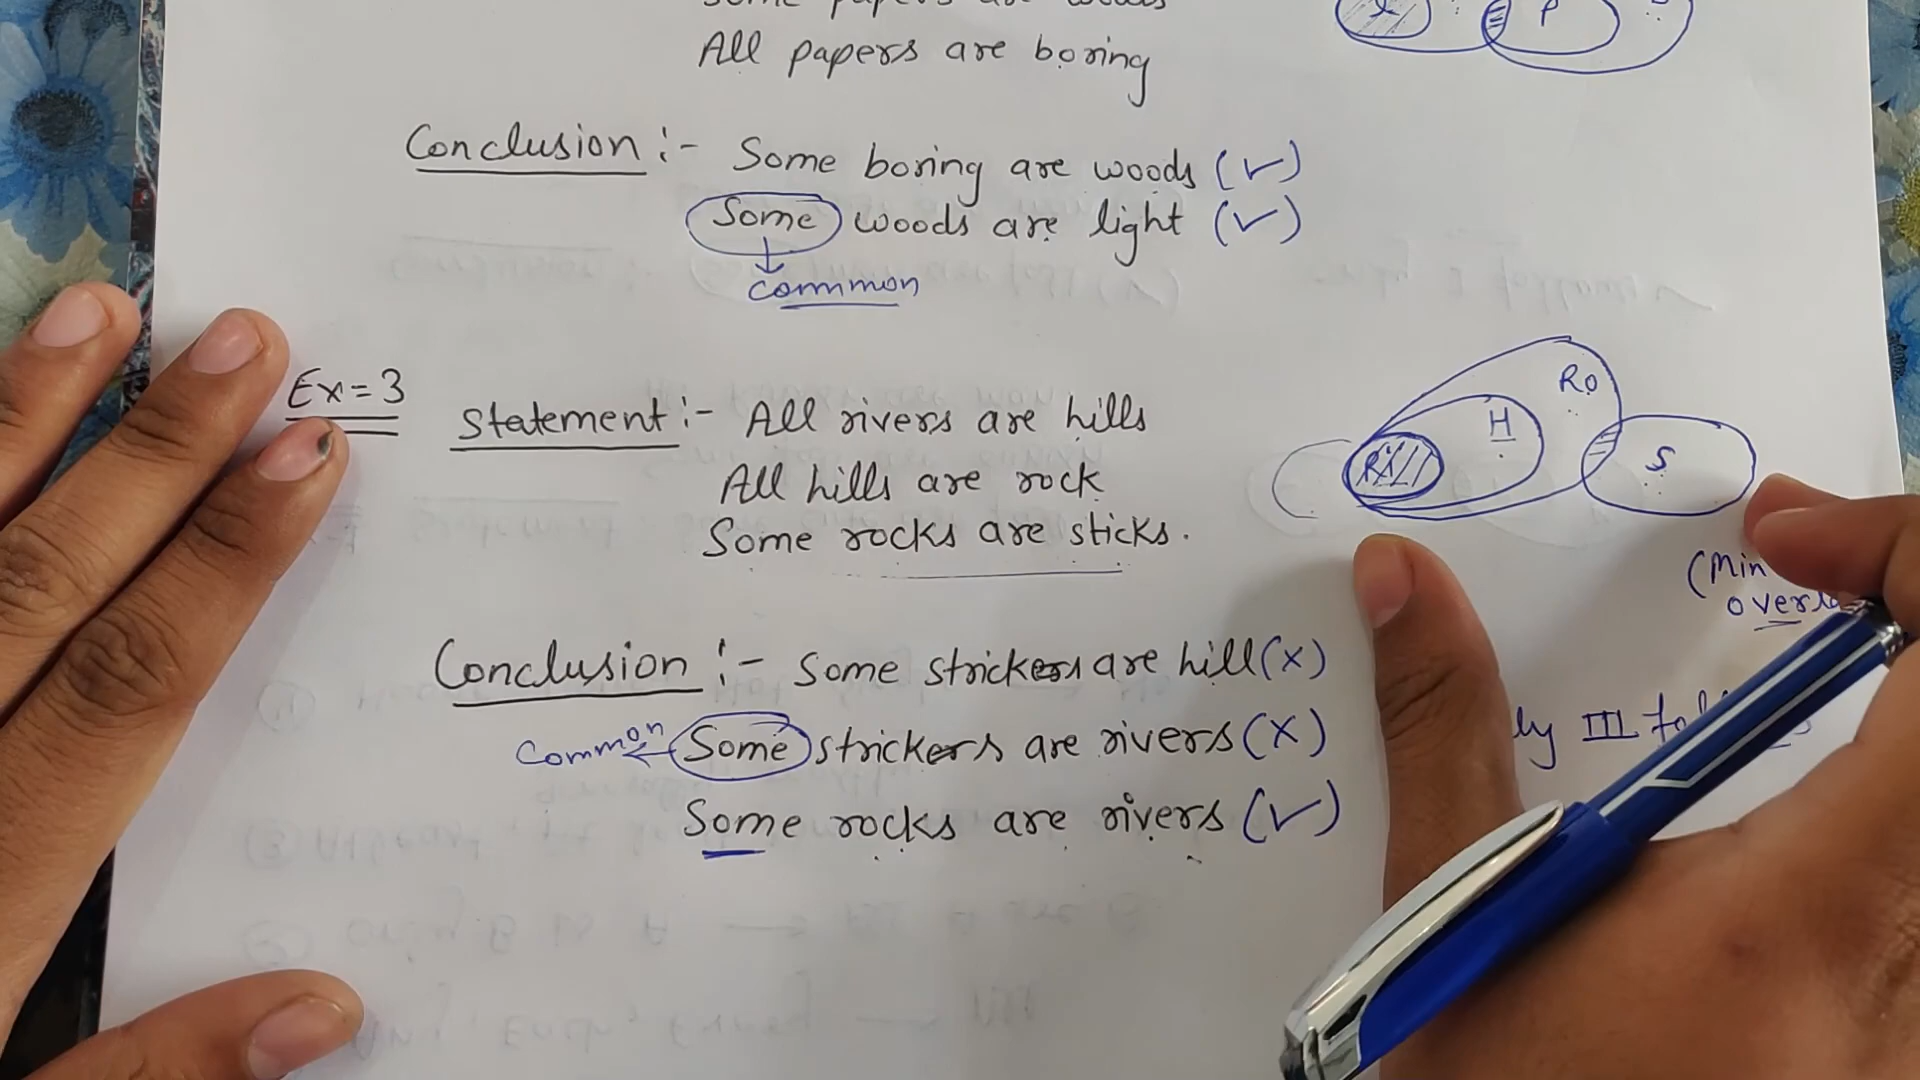 All papers are boring
Conclusion :- Some boring are woods (✓)
Some woods are light (✓)
common
Ex=3
Statement :- All rivers are hills
All hills are rock
Some rocks are sticks.
Ro
H
S
(Min
Conclusion :- Some strickers are hill (x)
Common Some strickers are rivers (x)
III
Some rocks are rivers (✓)
P